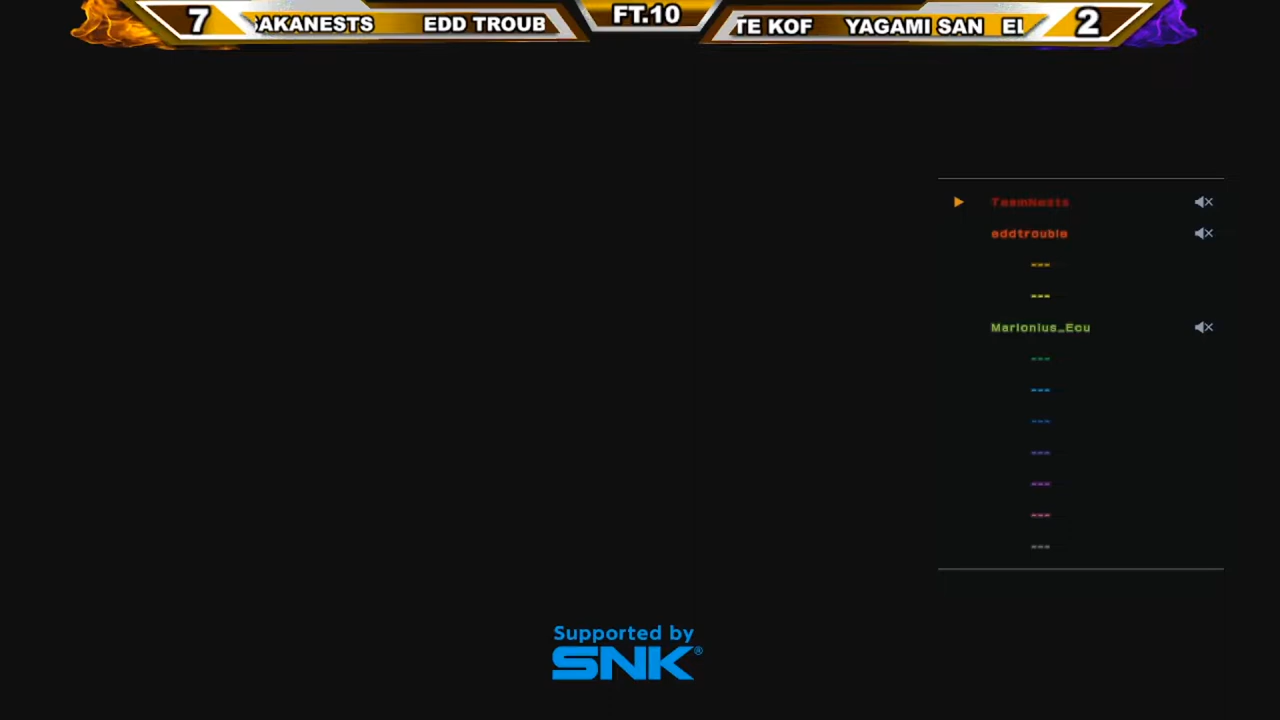 7 AKANESTS EDD TROUB FT.10 TE KOF YAGAMI SAN EL 2
TeamNests
eddtrouble
---
---
Marionius_Ecu
---
---
---
---
---
---
---
Supported by
SNK®